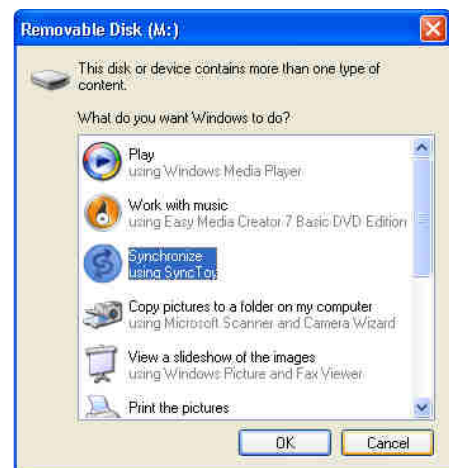 Removable Disk (M:)
This disk or device contains more than one type of
content.
What do you want Windows to do?
Play
using Windows Media Player
Work with music
using Easy Media Creator 7 Basic DVD Edition
Synchronize
using SyncToy
Copy pictures to a folder on my computer
using Microsoft Scanner and Camera Wizard
View a slideshow of the images
using Windows Picture and Fax Viewer
Print the pictures
OK
Cancel